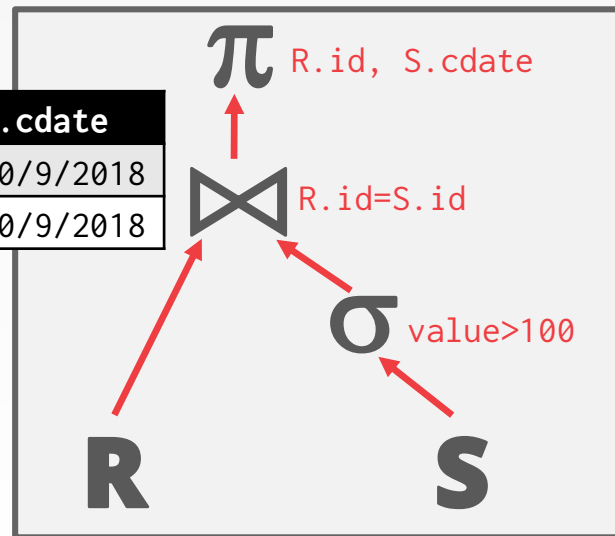 π R.id, S.cdate
.cdate
0/9/2018
⋈ R.id=S.id
0/9/2018
σ value>100
R S